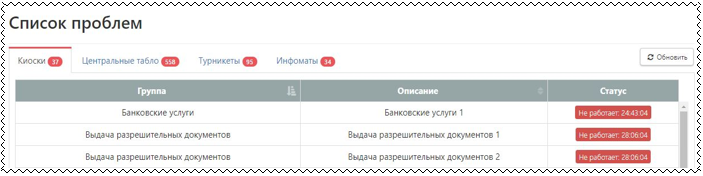 Список проблем
Киоски 37 Центральные табло 558 Турникеты 95 Инфоматы 34 Обновить
Группа Описание Статус
Банковские услуги Банковские услуги 1 Не работает: 24:43:04
Выдача разрешительных документов Выдача разрешительных документов 1 Не работает: 28:06:04
Выдача разрешительных документов Выдача разрешительных документов 2 Не работает: 28:06:04